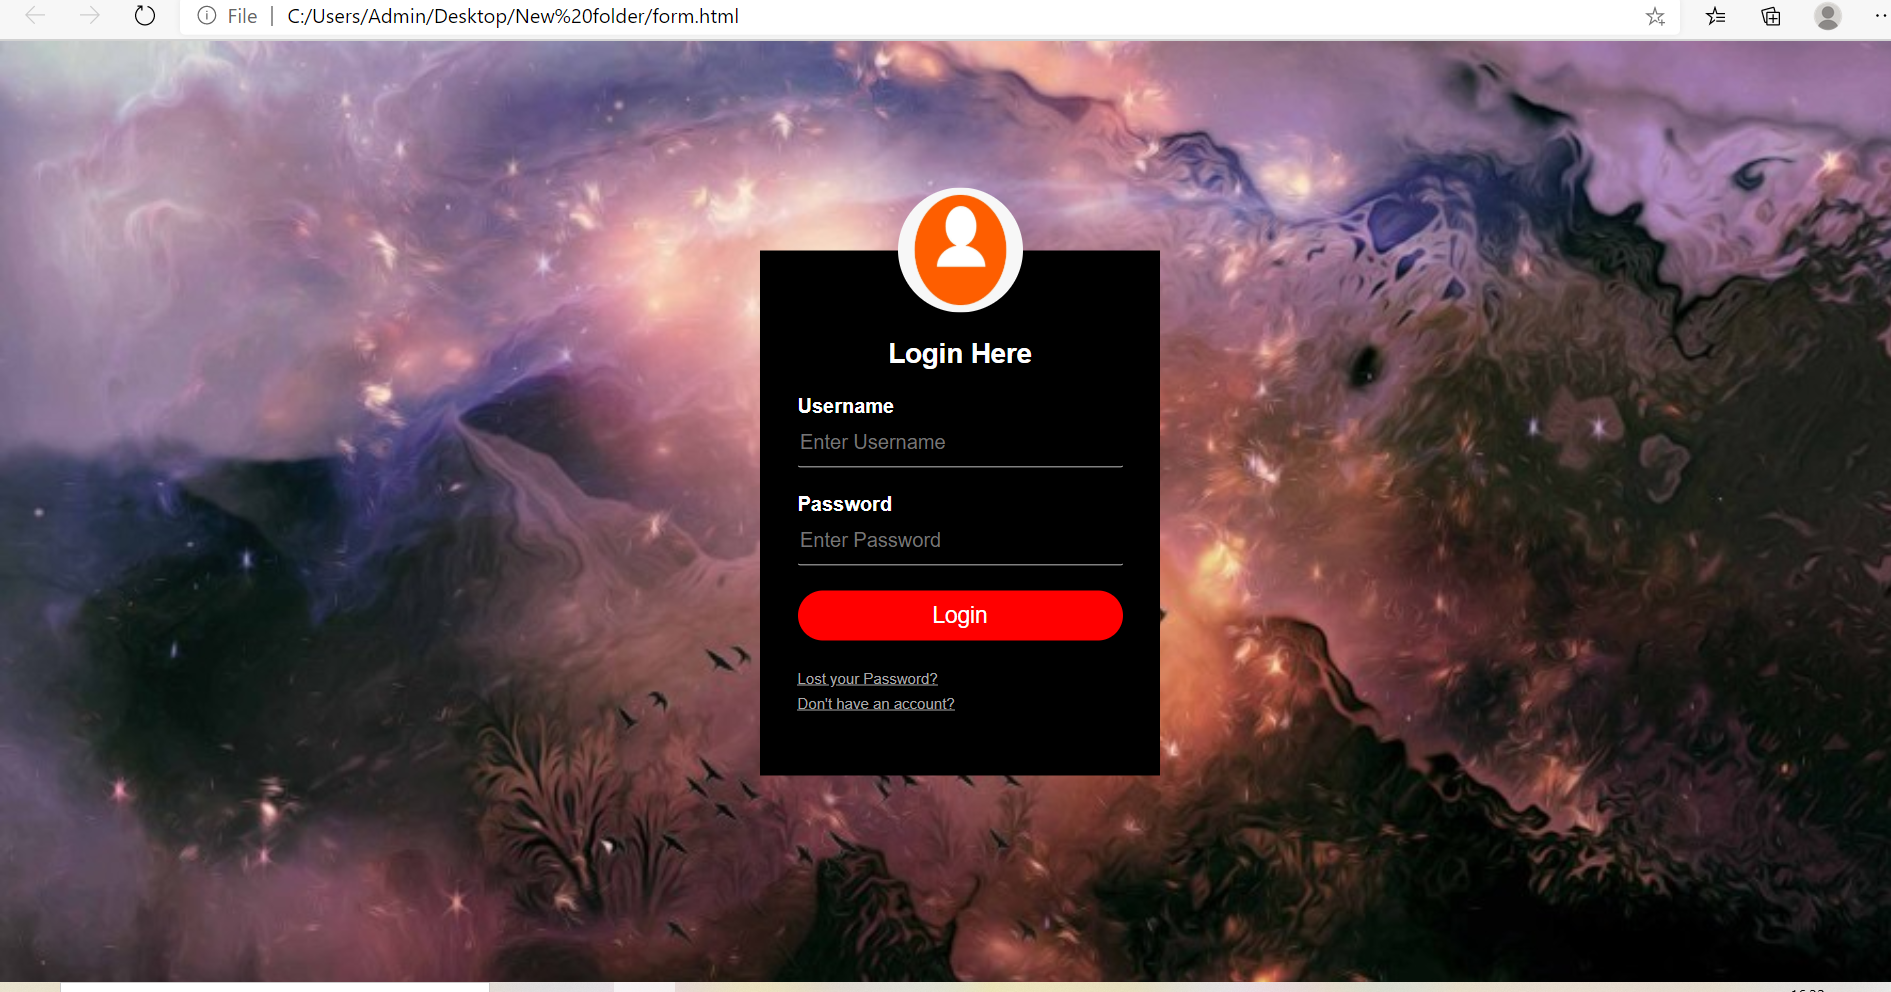 File
C:/Users/Admin/Desktop/New%20folder/form.html
Login Here
Username
Enter Username
Password
Enter Password
Login
Lost your Password?
Don't have an account?